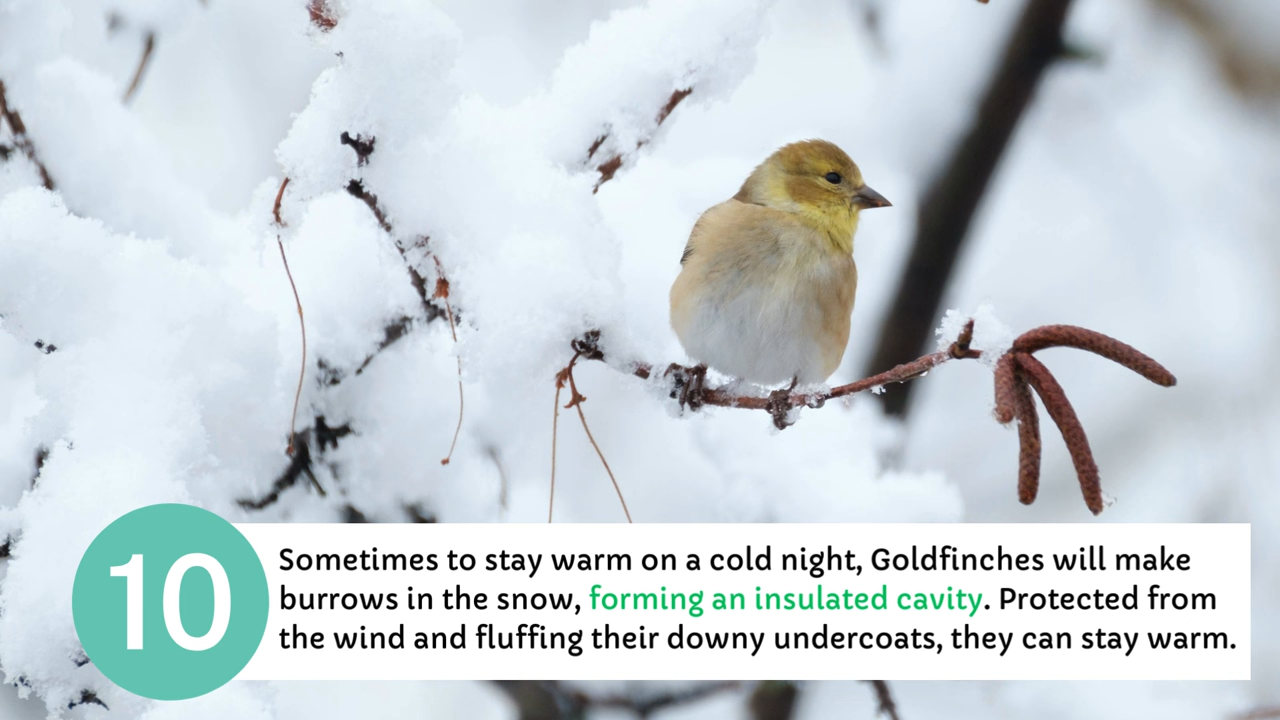 10
Sometimes to stay warm on a cold night, Goldfinches will make
burrows in the snow, forming an insulated cavity. Protected from
the wind and fluffing their downy undercoats, they can stay warm.